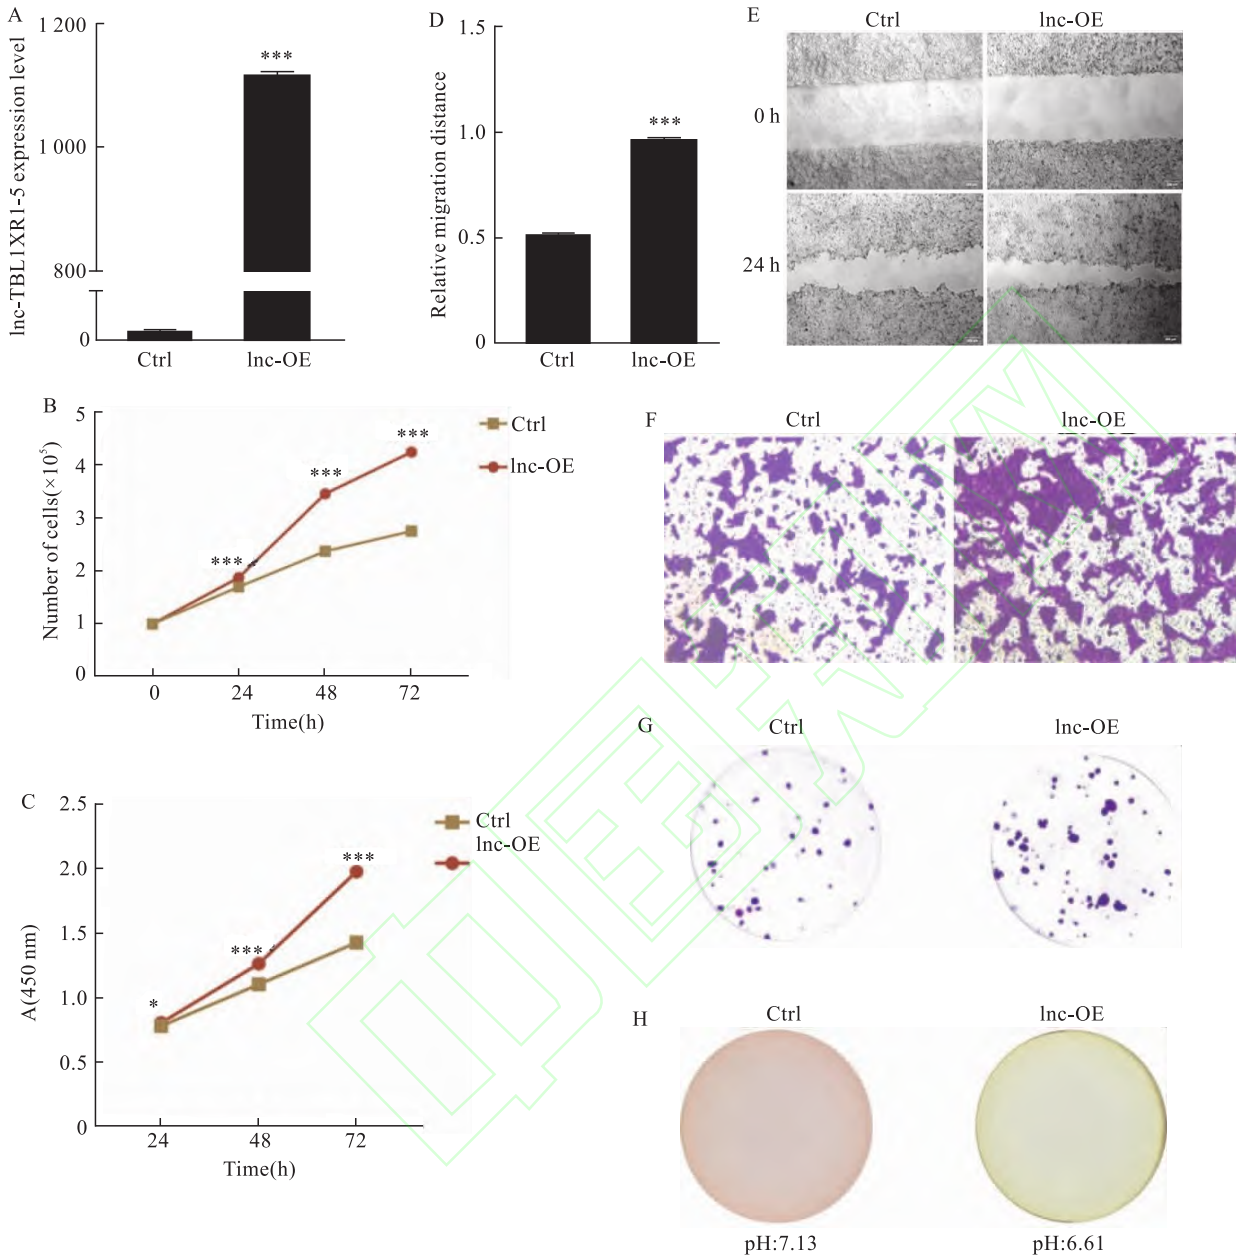 A
lnc-TBL1XR1-5 expression level
1 200
1 000
800
0
***
Ctrl
lnc-OE
D
Relative migration distance
1.5
1.0
0.5
0
***
Ctrl
lnc-OE
E
Ctrl
lnc-OE
0 h
24 h
B
Number of cells(×10⁵)
5
4
3
2
1
0
***
***
***
Ctrl
lnc-OE
0
24
48
72
Time(h)
F
Ctrl
lnc-OE
C
A(450 nm)
2.5
2.0
1.5
1.0
0.5
0
*
***
***
Ctrl
lnc-OE
24
48
72
Time(h)
G
Ctrl
lnc-OE
H
Ctrl
lnc-OE
pH:7.13
pH:6.61